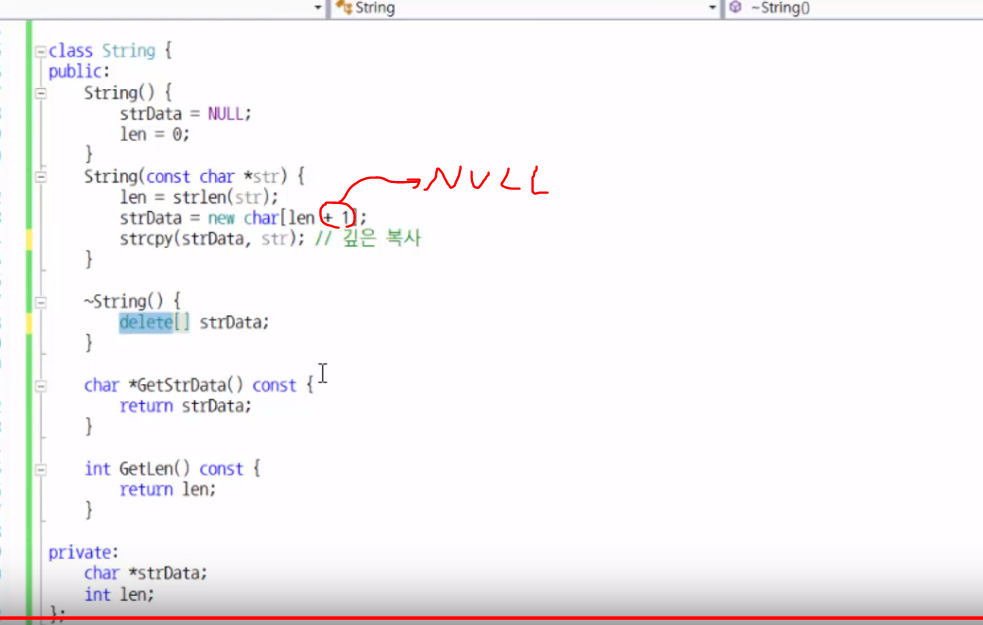 String ~String()
class String {
public:
String() {
strData = NULL;
len = 0;
}
String(const char *str) {
NULL
len = strlen(str);
strData = new char[len + 1];
strcpy(strData, str); // 깊은 복사
}
~String() {
delete[] strData;
}
char *GetStrData() const {
return strData;
}
int GetLen() const {
return len;
}
private:
char *strData;
int len;
};